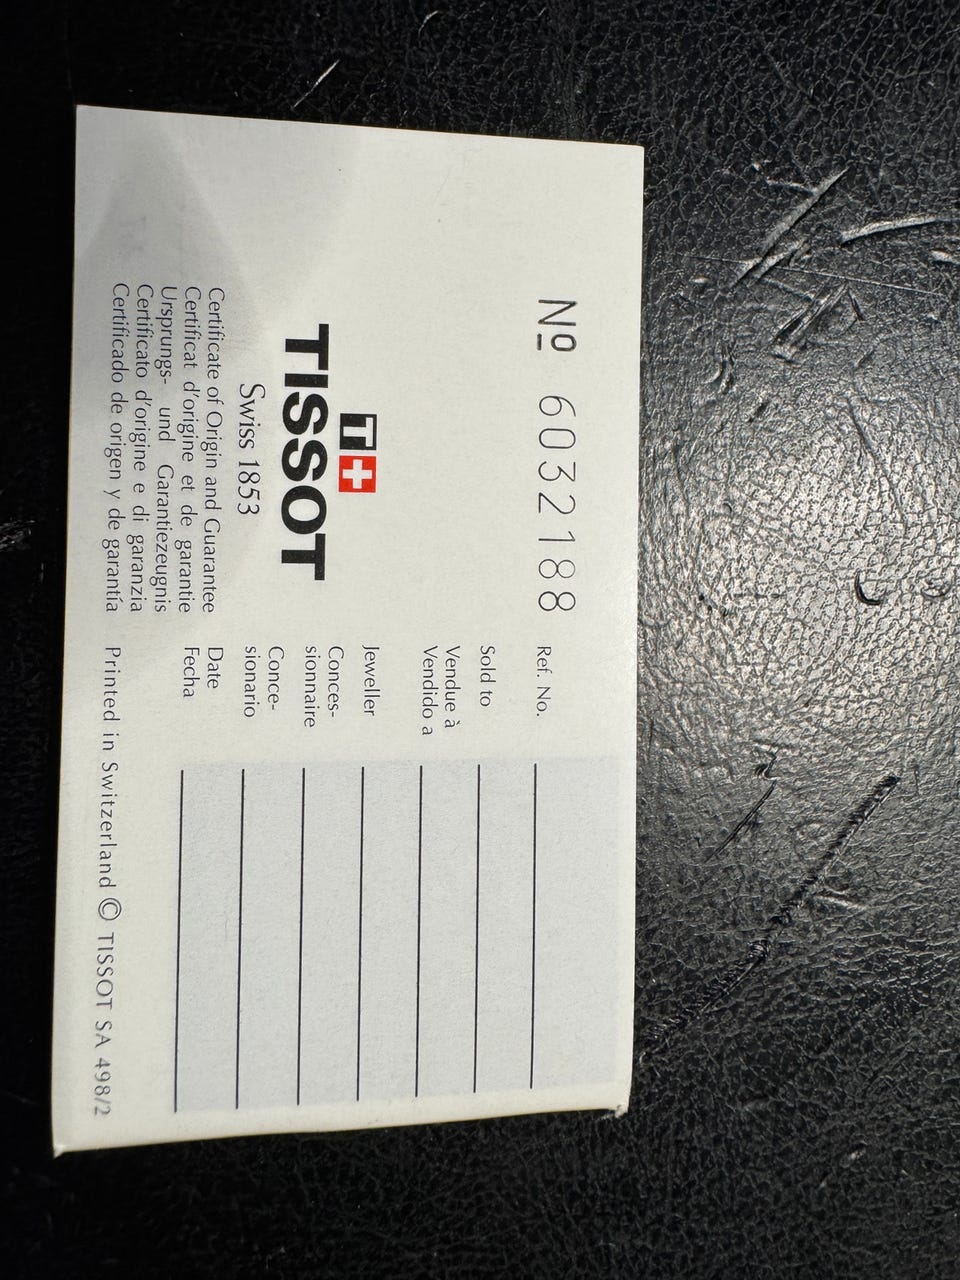 Nº 6032188
T+
TISSOT
Swiss 1853
Certificate of Origin and Guarantee
Certificat d'origine et de garantie
Ursprungs- und Garantiezeugnis
Certificato d'origine e di garanzia
Certificado de origen y de garantía
Ref. No.
Sold to
Vendue à
Vendido a
Jeweller
Conces-
sionnaire
Conce-
sionario
Date
Fecha
Printed in Switzerland © TISSOT SA 498/2